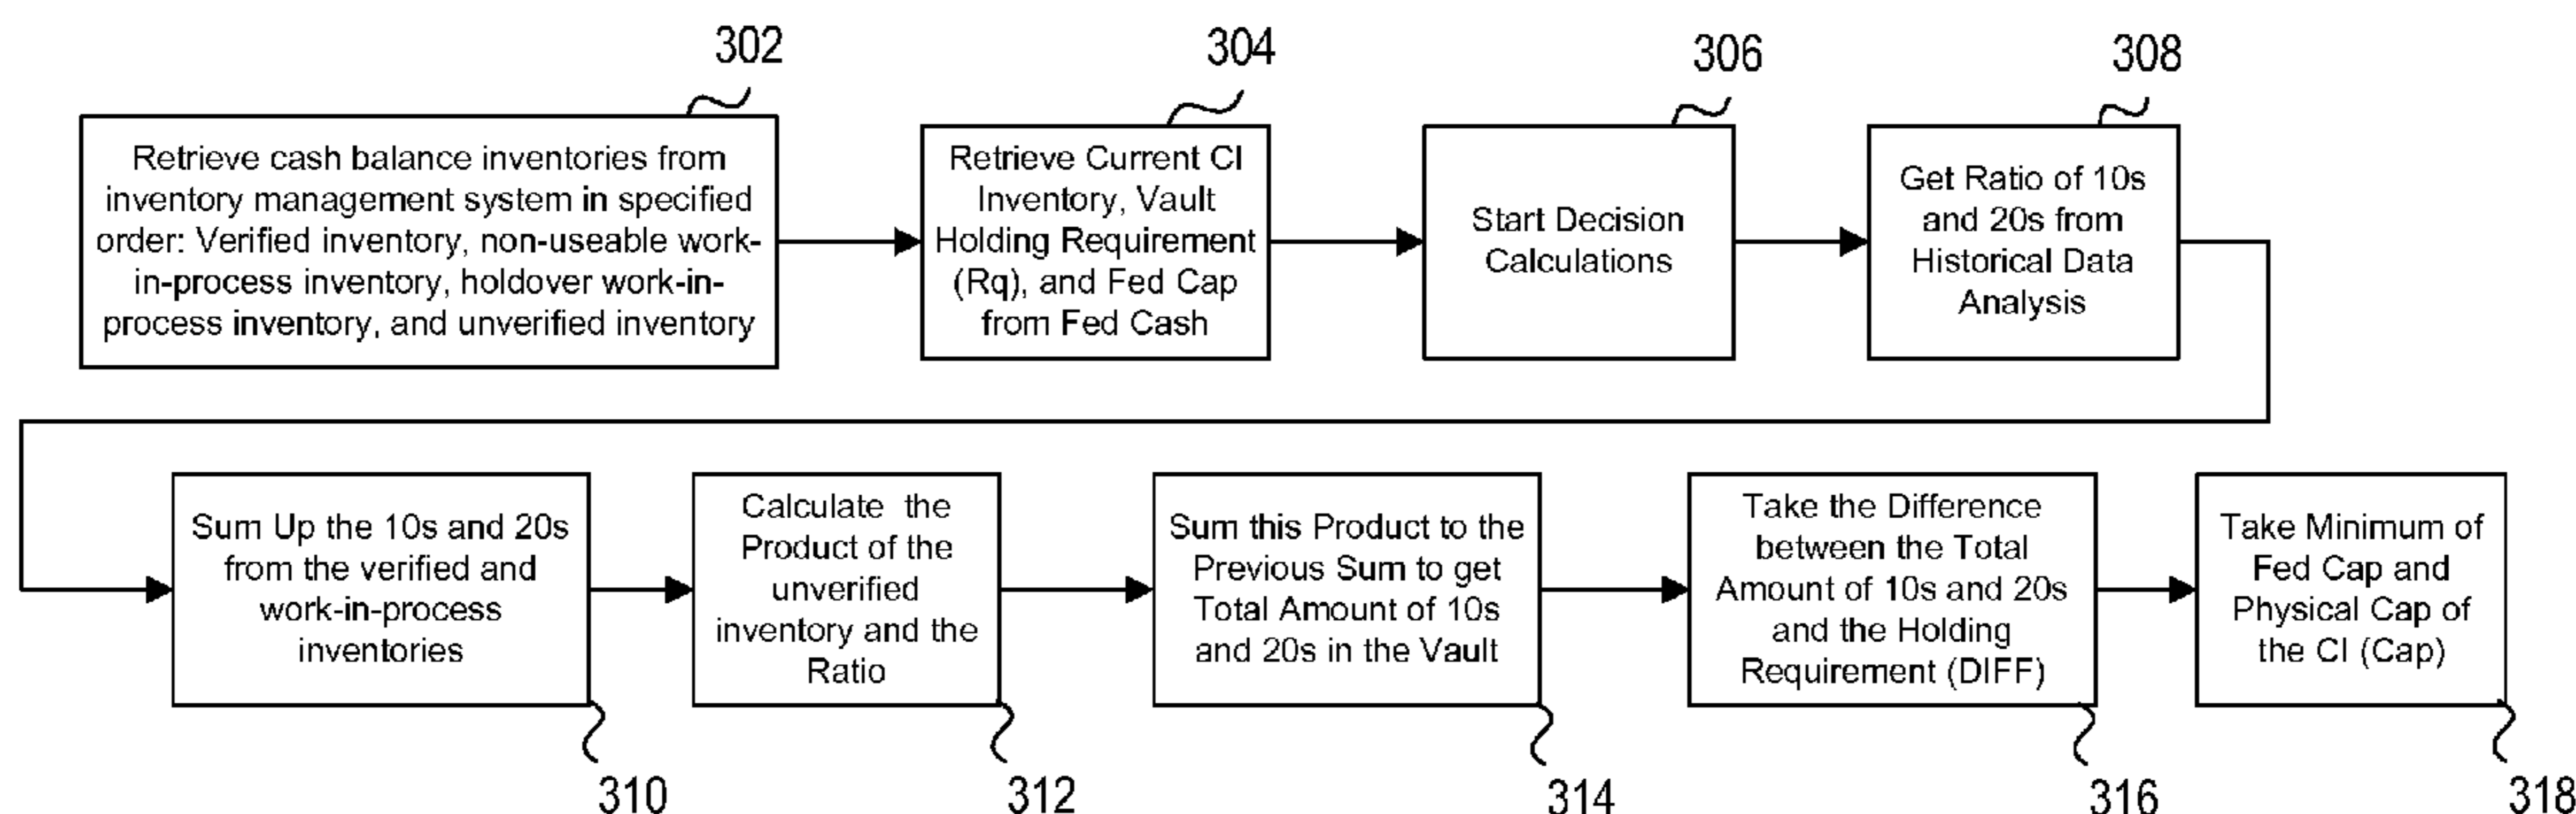 302
304
306
308
Retrieve cash balance inventories from
inventory management system in specified
order: Verified inventory, non-useable work-
in-process inventory, holdover work-in-
process inventory, and unverified inventory
Retrieve Current CI
Inventory, Vault
Holding Requirement
(Rq), and Fed Cap
from Fed Cash
Start Decision
Calculations
Get Ratio of 10s
and 20s from
Historical Data
Analysis
Sum Up the 10s and 20s
from the verified and
work-in-process
inventories
Calculate the
Product of the
unverified
inventory and the
Ratio
Sum this Product to the
Previous Sum to get
Total Amount of 10s
and 20s in the Vault
Take the Difference
between the Total
Amount of 10s and 20s
and the Holding
Requirement (DIFF)
Take Minimum of
Fed Cap and
Physical Cap of
the CI (Cap)
310
312
314
316
318